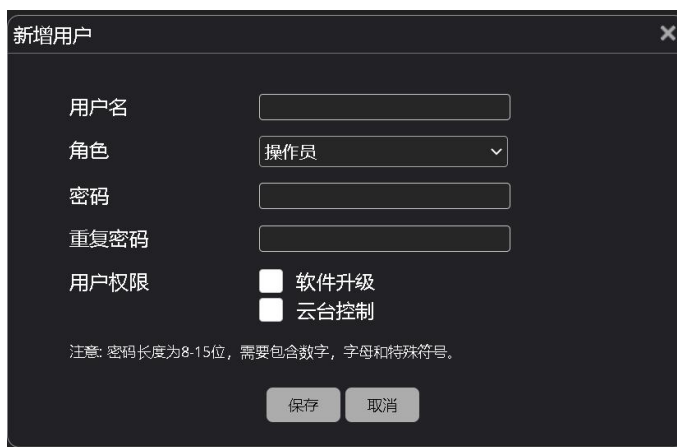 新增用户
用户名
角色 操作员
密码
重复密码
用户权限 软件升级
云台控制
注意: 密码长度为8-15位，需要包含数字，字母和特殊符号。
保存 取消